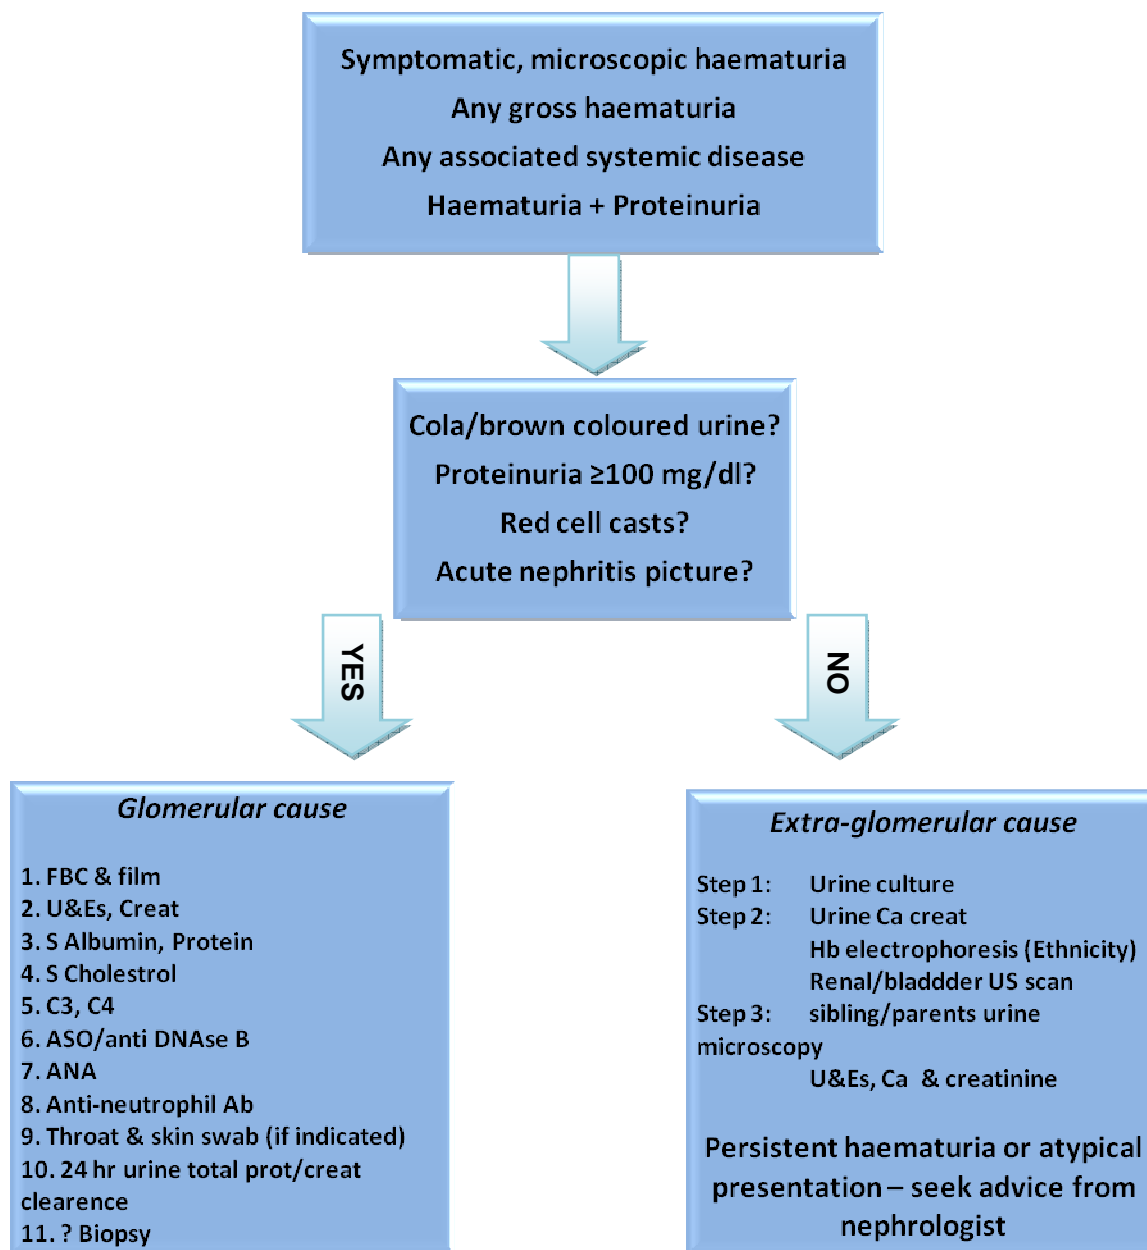 Symptomatic, microscopic haematuria
Any gross haematuria
Any associated systemic disease
Haematuria + Proteinuria
Cola/brown coloured urine?
Proteinuria ≥100 mg/dl?
Red cell casts?
Acute nephritis picture?
YES
NO
Glomerular cause
1. FBC & film
2. U&Es, Creat
3. S Albumin, Protein
4. S Cholestrol
5. C3, C4
6. ASO/anti DNAse B
7. ANA
8. Anti-neutrophil Ab
9. Throat & skin swab (if indicated)
10. 24 hr urine total prot/creat
clearence
11. ? Biopsy
Extra-glomerular cause
Step 1: Urine culture
Step 2: Urine Ca creat
Hb electrophoresis (Ethnicity)
Renal/bladdder US scan
Step 3: sibling/parents urine
microscopy
U&Es, Ca & creatinine
Persistent haematuria or atypical
presentation – seek advice from
nephrologist